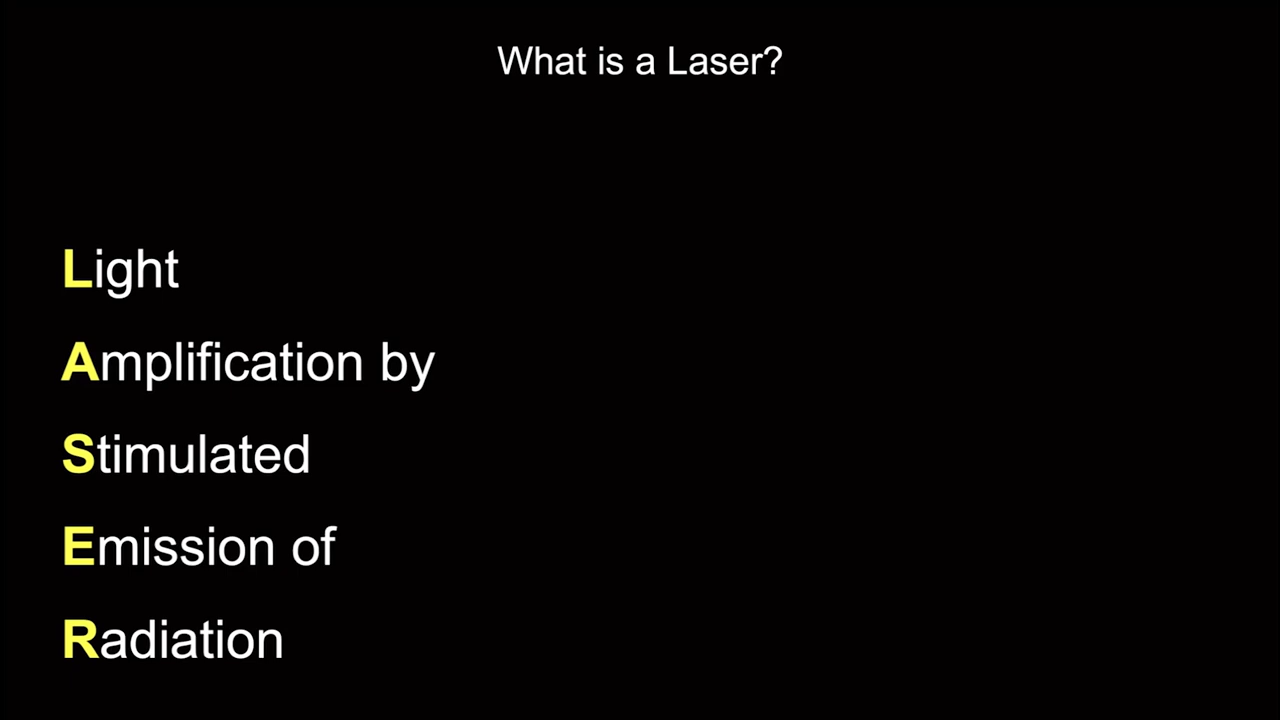 What is a Laser?
Light
Amplification by
Stimulated
Emission of
Radiation